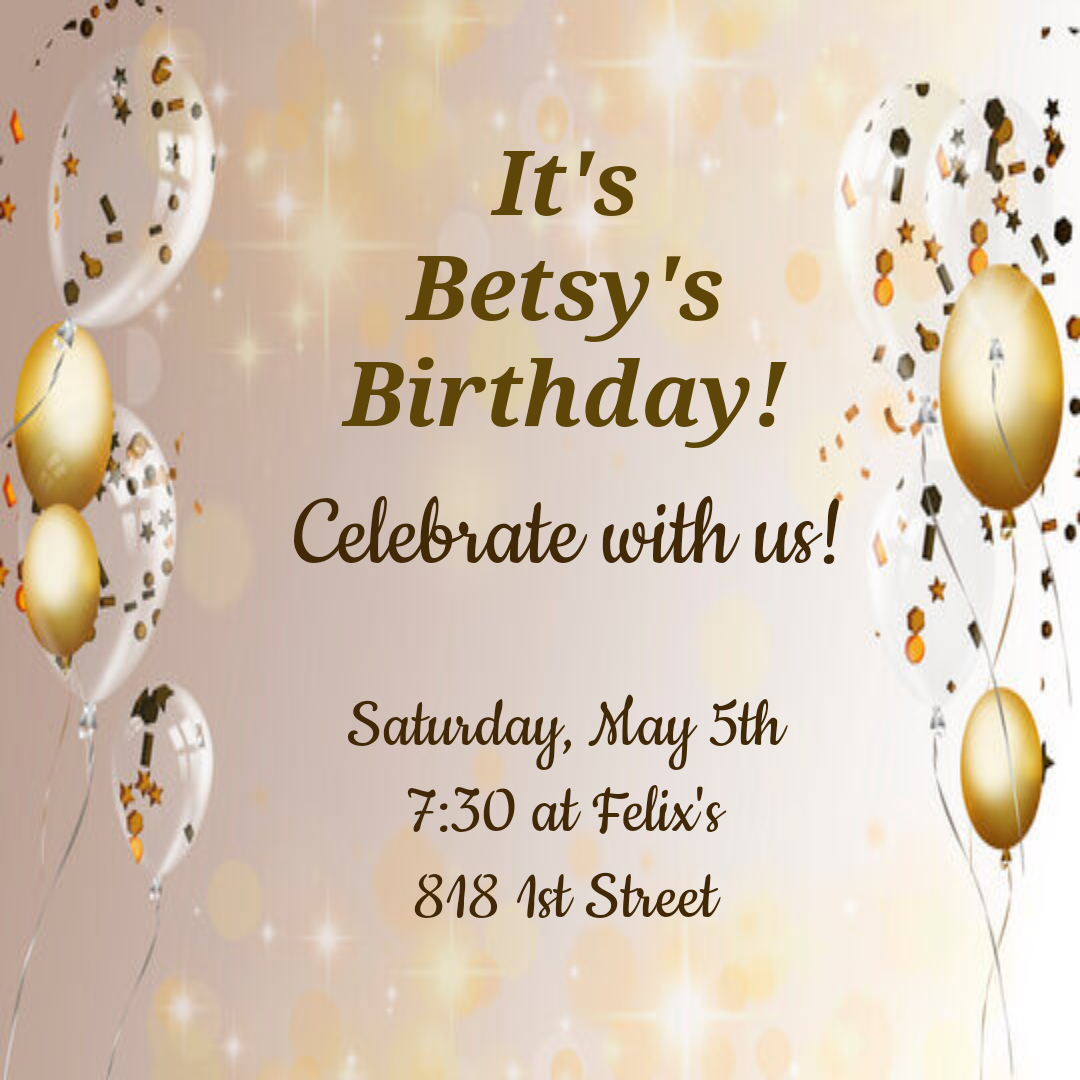 It's
Betsy's
Birthday!
Celebrate with us!
Saturday, May 5th
7:30 at Felix's
818 1st Street